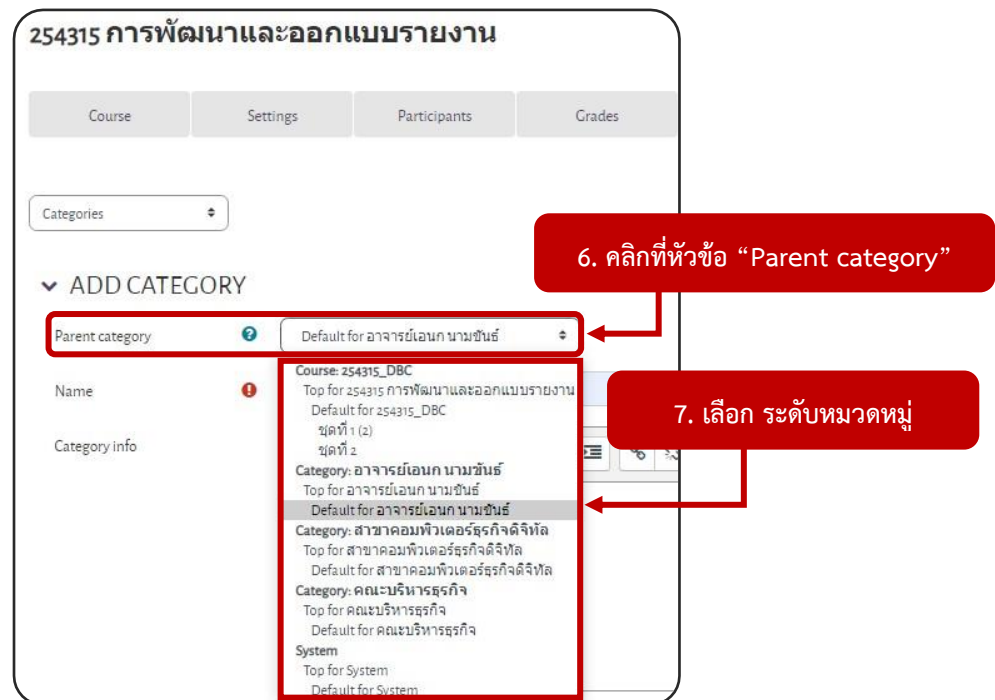 254315 การพัฒนาและออกแบบรายงาน
Course Settings Participants Grades
Categories
6. คลิกที่หัวข้อ “Parent category”
ADD CATEGORY
Parent category Default for อาจารย์เอนก นามขันธ์
Name
Category info
7. เลือก ระดับหมวดหมู่
Course: 254315_DBC
Top for 254315 การพัฒนาและออกแบบรายงาน
Default for 254315_DBC
ชุดที่ 1 (2)
ชุดที่ 2
Category: อาจารย์เอนก นามขันธ์
Top for อาจารย์เอนก นามขันธ์
Default for อาจารย์เอนก นามขันธ์
Category: สาขาคอมพิวเตอร์ธุรกิจดิจิทัล
Top for สาขาคอมพิวเตอร์ธุรกิจดิจิทัล
Default for สาขาคอมพิวเตอร์ธุรกิจดิจิทัล
Category: คณะบริหารธุรกิจ
Top for คณะบริหารธุรกิจ
Default for คณะบริหารธุรกิจ
System
Top for System
Default for System